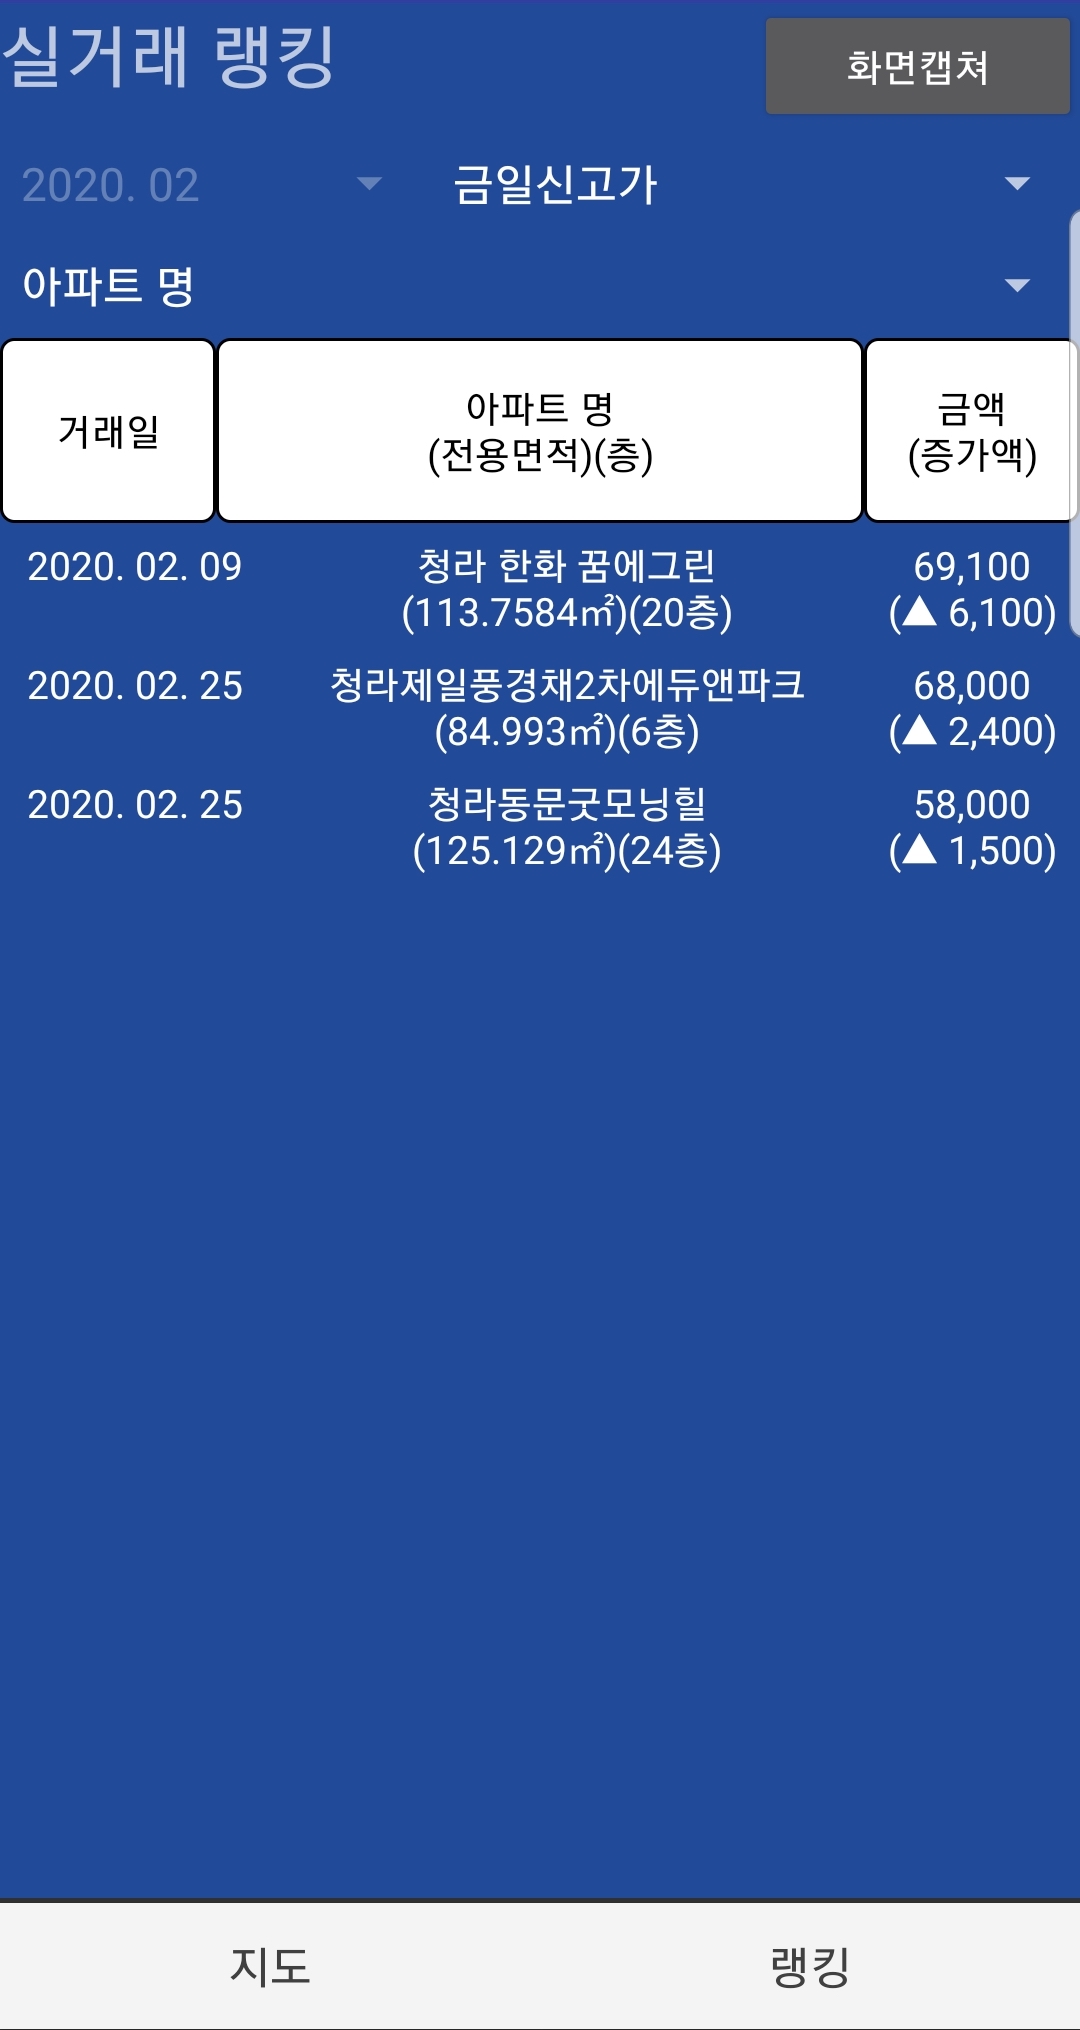 실거래 랭킹
화면캡쳐
2020. 02
금일신고가
아파트 명
거래일
아파트 명
(전용면적)(층)
금액
(증가액)
2020. 02. 09
청라 한화 꿈에그린
(113.7584㎡)(20층)
69,100
(▲ 6,100)
2020. 02. 25
청라제일풍경채2차에듀앤파크
(84.993㎡)(6층)
68,000
(▲ 2,400)
2020. 02. 25
청라동문굿모닝힐
(125.129㎡)(24층)
58,000
(▲ 1,500)
지도
랭킹